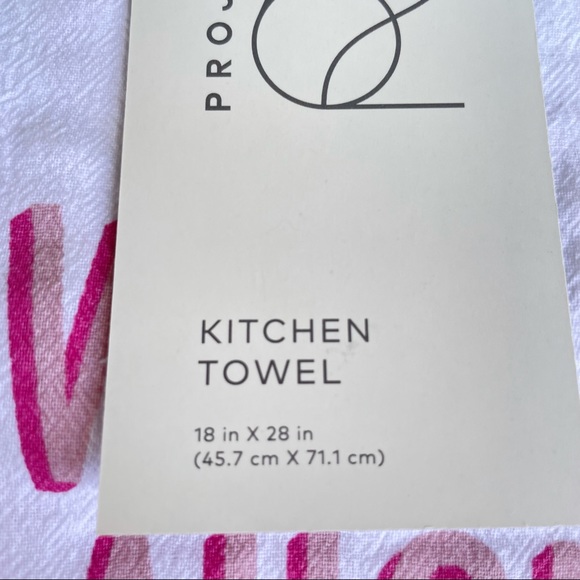 PROJ
KITCHEN
TOWEL
18 in X 28 in
(45.7 cm X 71.1 cm)